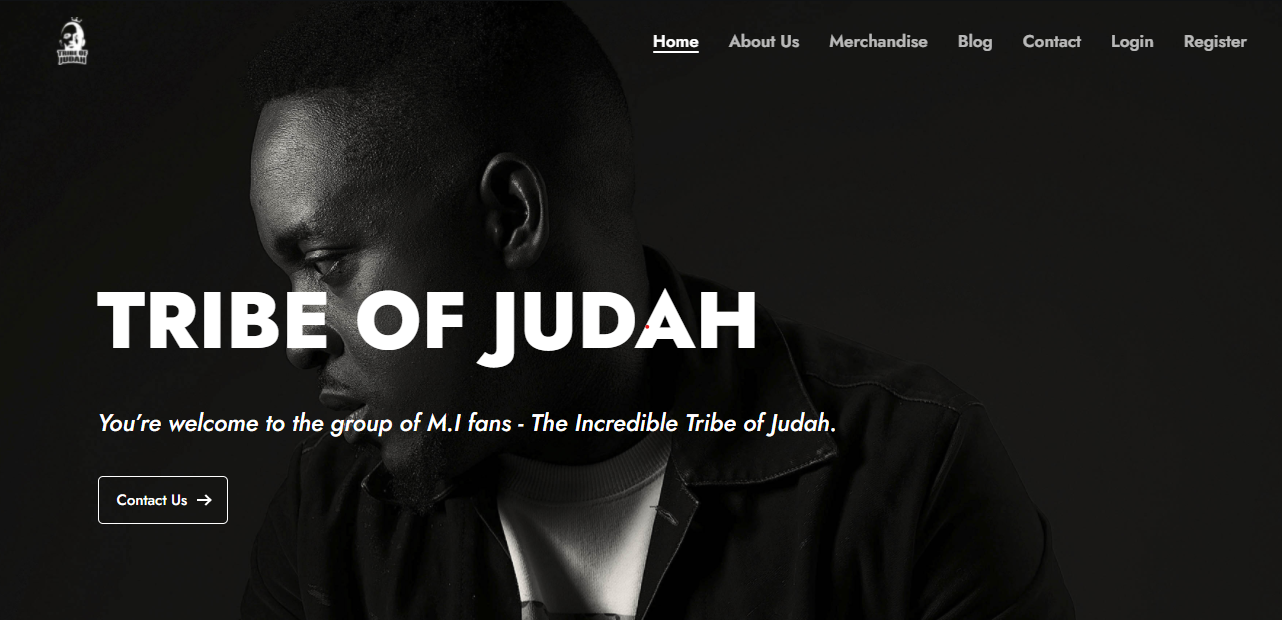 TRIBE OF
JUDAH
Home About Us Merchandise Blog Contact Login Register
TRIBE OF JUDAH
You're welcome to the group of M.I fans - The Incredible Tribe of Judah.
Contact Us →